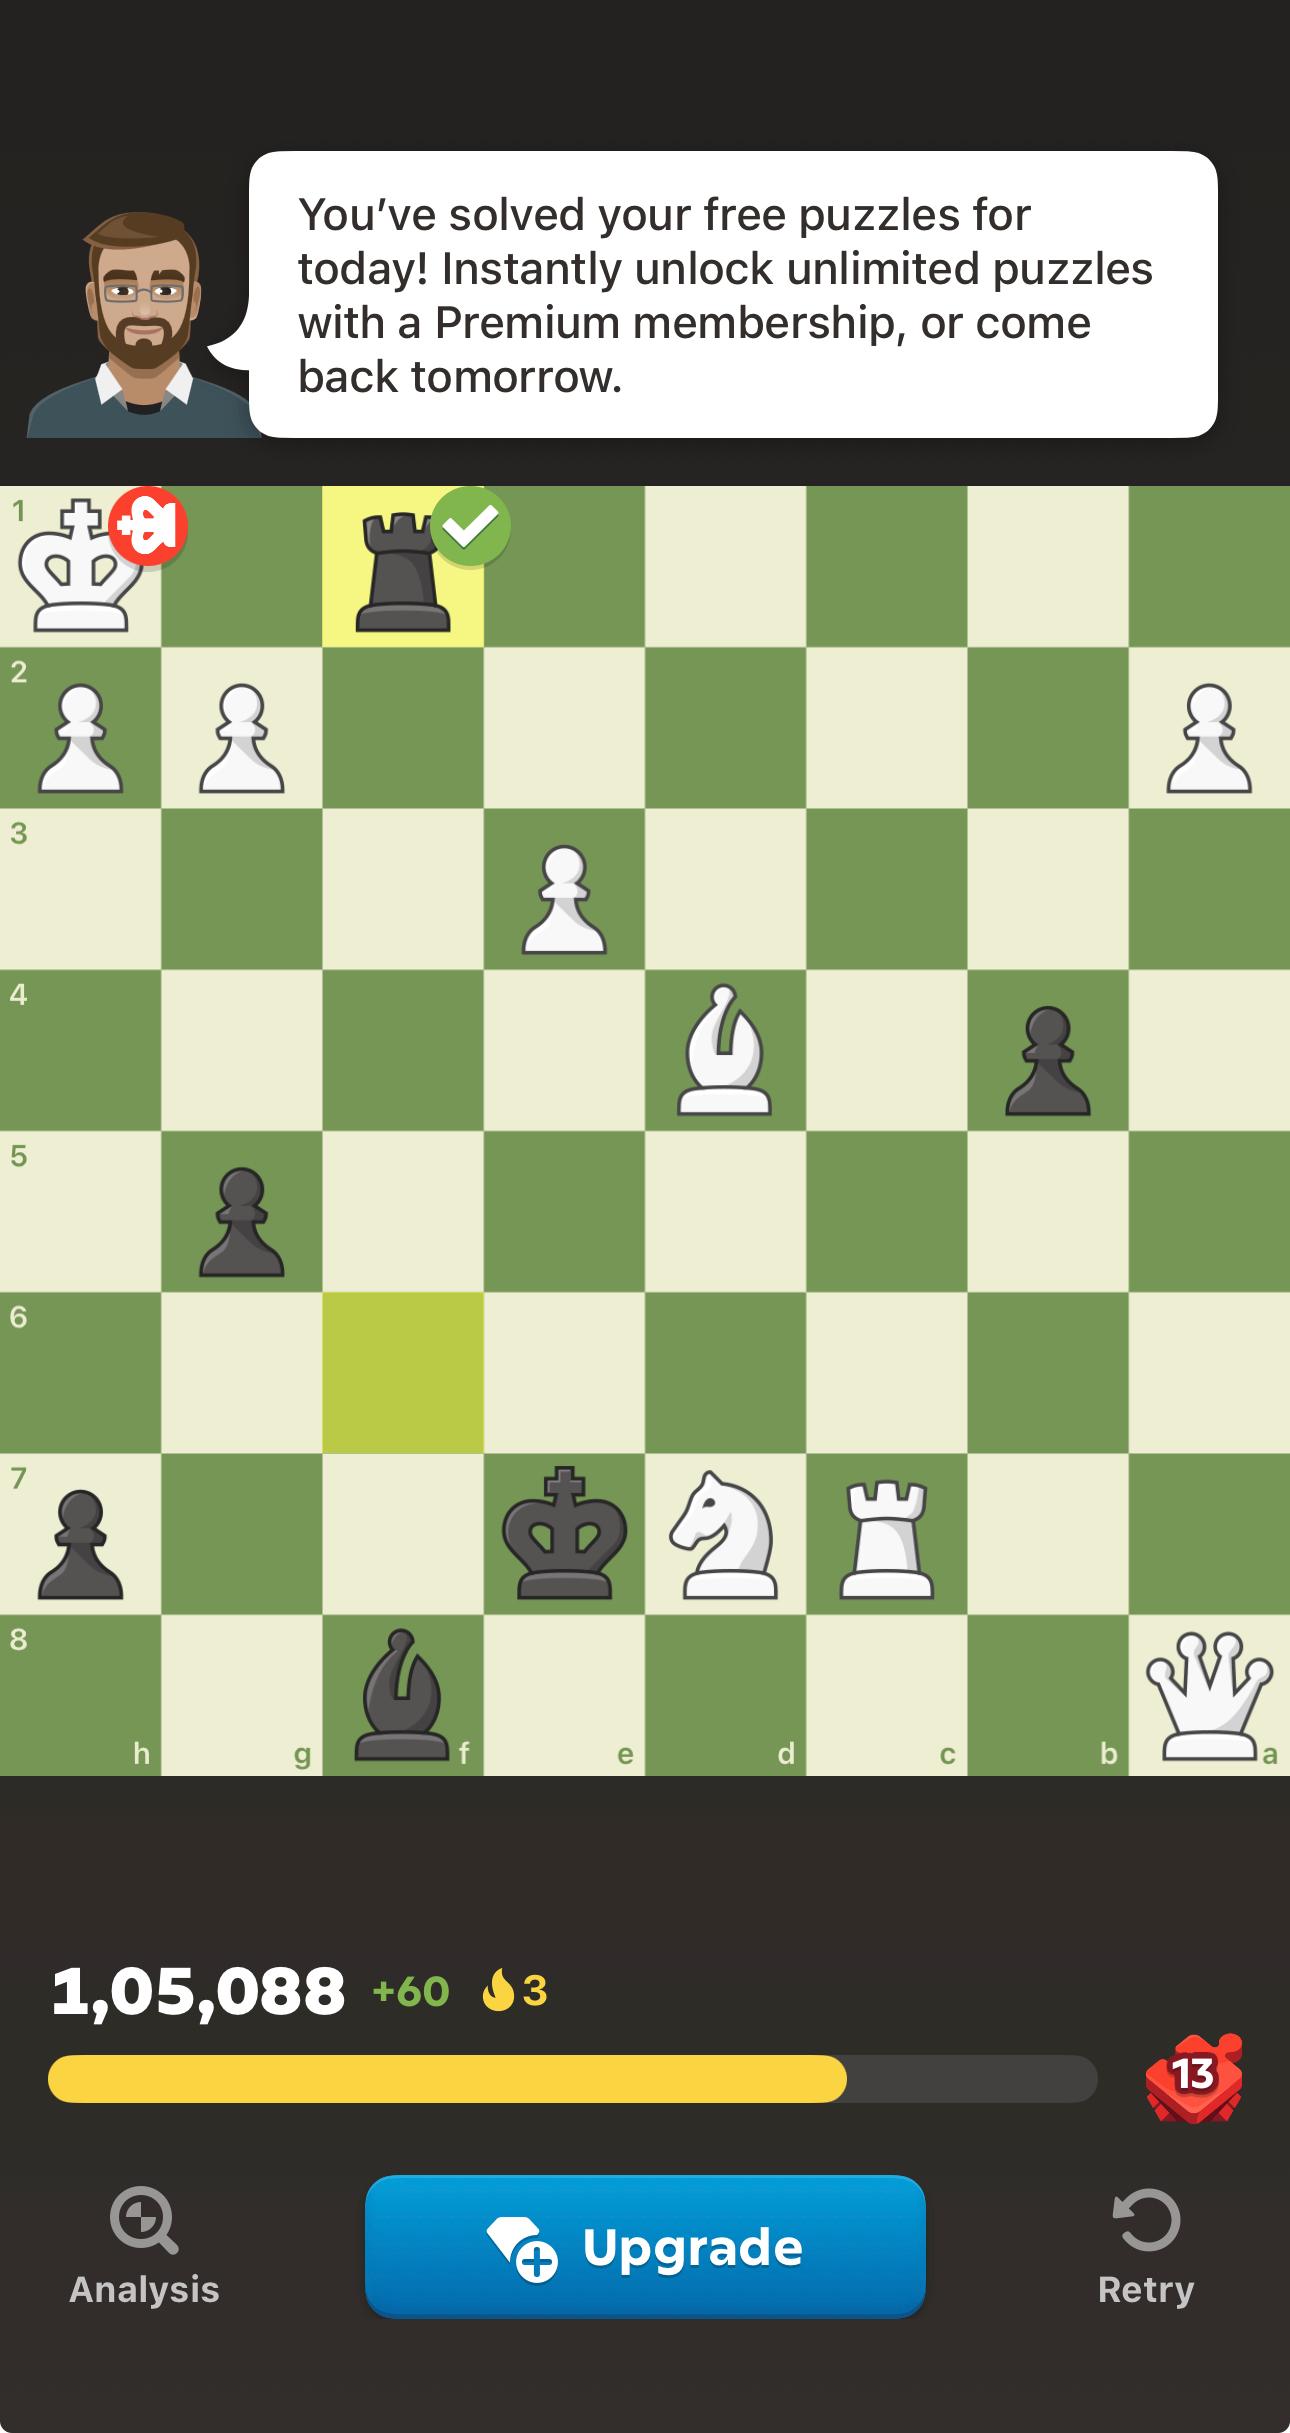 You’ve solved your free puzzles for
today! Instantly unlock unlimited puzzles
with a Premium membership, or come
back tomorrow.
1
2
3
4
5
6
7
8
h g f e d c b a
1,05,088 +60 3
13
Upgrade
Analysis
Retry